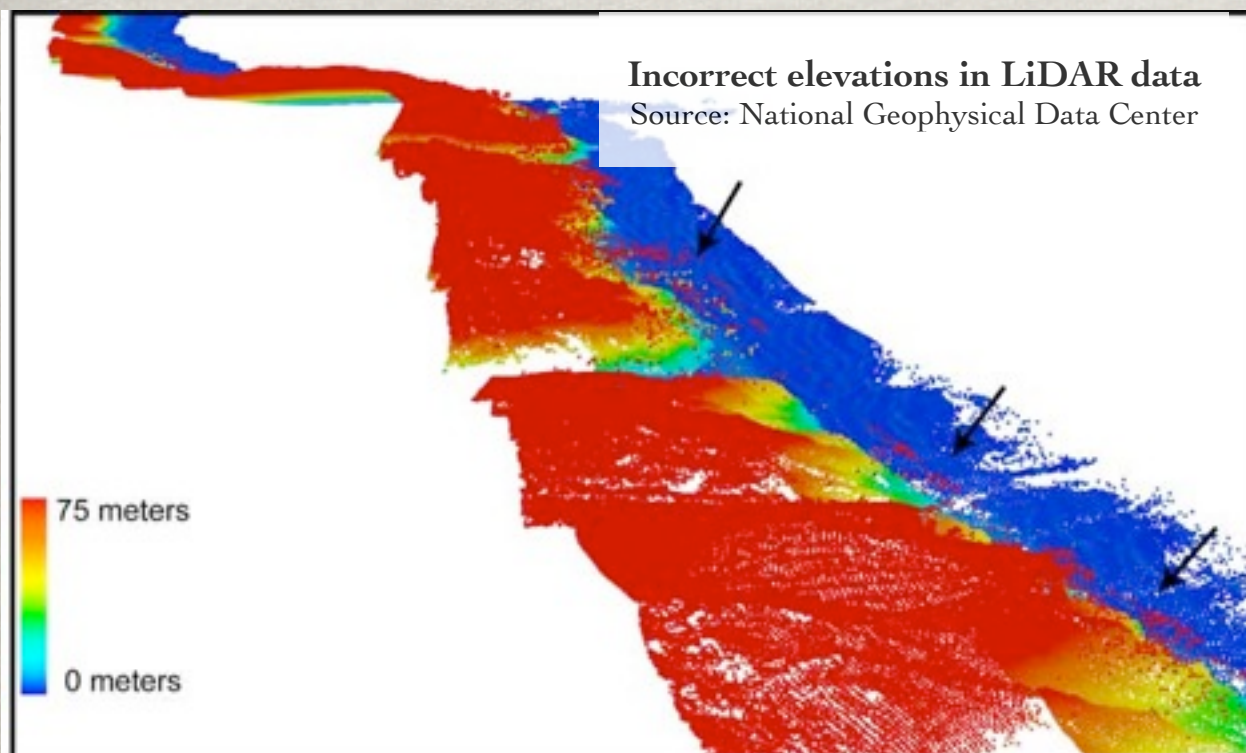 Incorrect elevations in LiDAR data
Source: National Geophysical Data Center
75 meters
0 meters